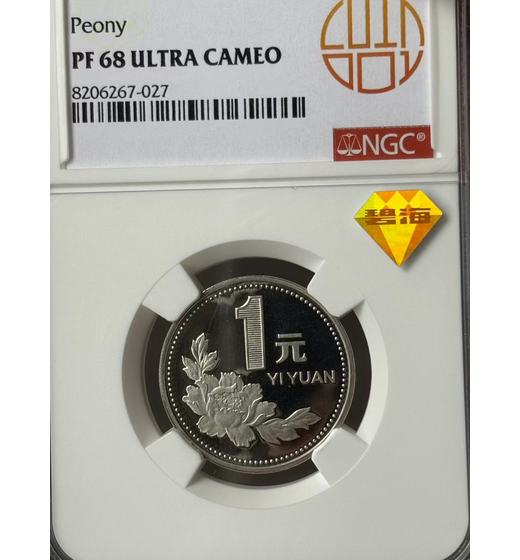 Peony
PF 68 ULTRA CAMEO
8206267-027
NGC®
碧海
1
元
YI YUAN